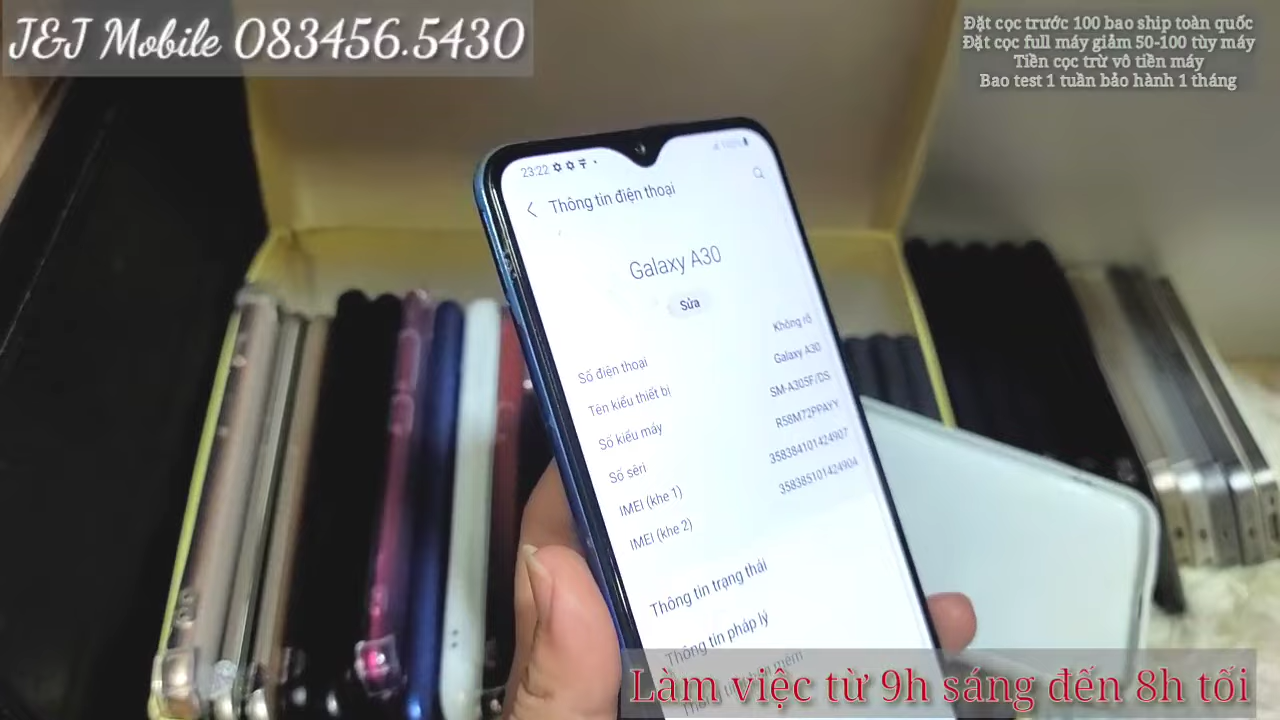 J&J Mobile 083456.5430
Đặt cọc trước 100 bao ship toàn quốc
Đặt cọc full máy giảm 50-100 tùy máy
Tiền cọc trừ vô tiền máy
Bao test 1 tuần bảo hành 1 tháng
23:22
Thông tin điện thoại
Galaxy A30
Sửa
Số điện thoại Không rõ
Tên kiểu thiết bị Galaxy A30
Số kiểu máy SM-A305F/DS
Số sêri R58M72PPAYY
IMEI (khe 1) 358384101424907
IMEI (khe 2) 358385101424904
Thông tin trạng thái
Thông tin pháp lý
Làm việc từ 9h sáng đến 8h tối